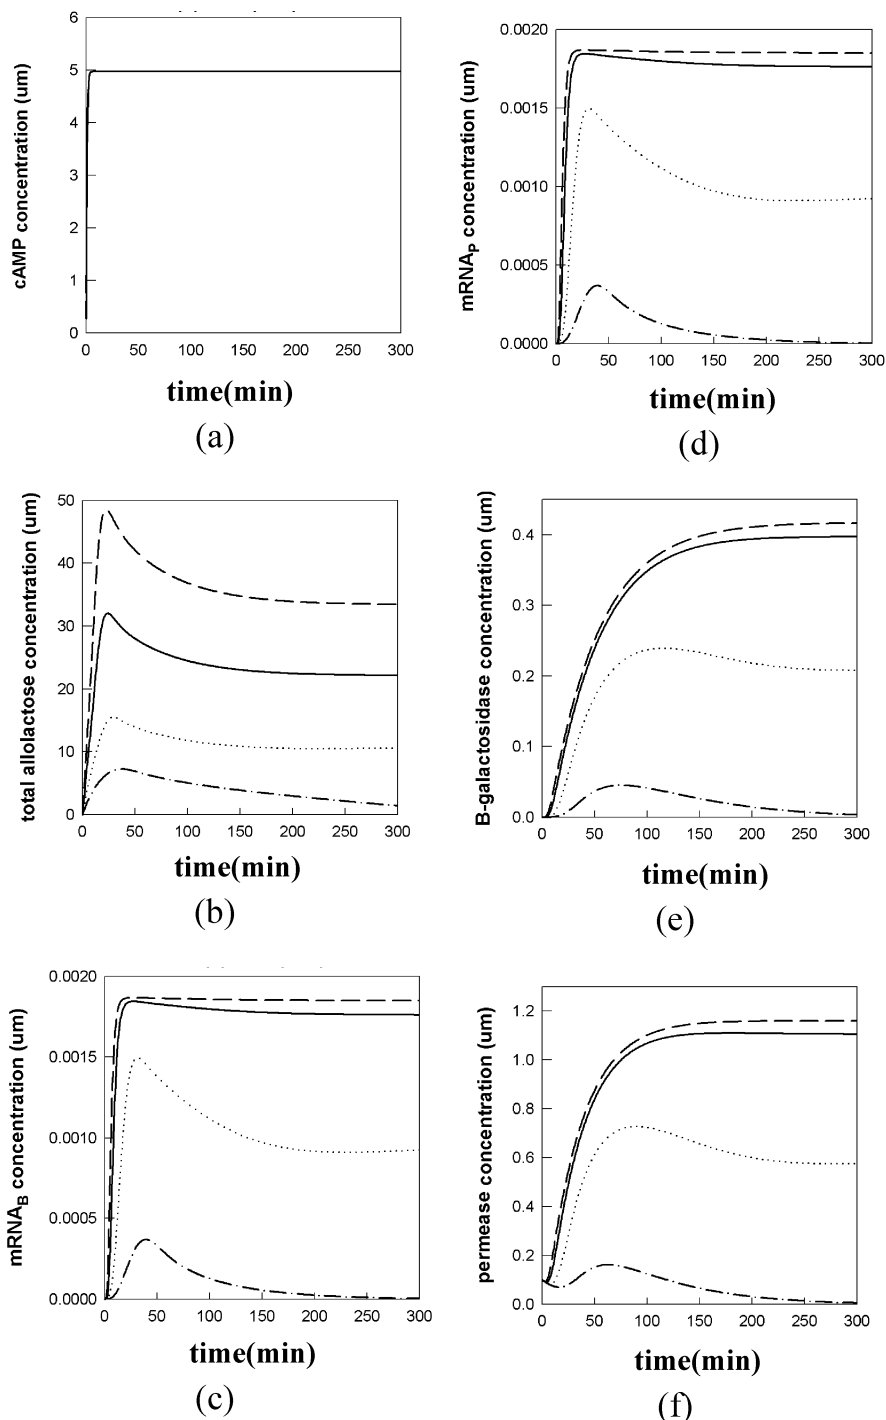 cAMP concentration (um)
6
5
4
3
2
1
0
0 50 100 150 200 250 300
time(min)
(a)
mRNAP concentration (um)
0.0020
0.0015
0.0010
0.0005
0.0000
0 50 100 150 200 250 300
time(min)
(d)
total allolactose concentration (um)
50
40
30
20
10
0
0 50 100 150 200 250 300
time(min)
(b)
B-galactosidase concentration (um)
0.4
0.3
0.2
0.1
0.0
0 50 100 150 200 250 300
time(min)
(e)
mRNAB concentration (um)
0.0020
0.0015
0.0010
0.0005
0.0000
0 50 100 150 200 250 300
time(min)
(c)
permease concentration (um)
1.2
1.0
0.8
0.6
0.4
0.2
0.0
0 50 100 150 200 250 300
time(min)
(f)